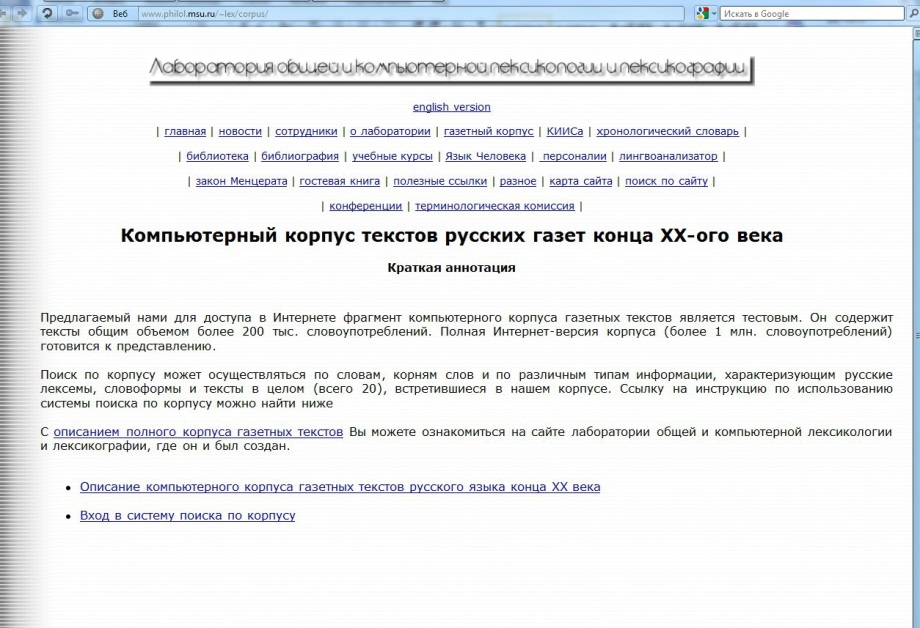 Веб www.philol.msu.ru/~lex/corpus/ Искать в Google
Лаборатория общей и компьютерной лексикологии и лексикографии
english version
| главная | новости | сотрудники | о лаборатории | газетный корпус | КИИСа | хронологический словарь |
| библиотека | библиография | учебные курсы | Язык Человека | персоналии | лингвоанализатор |
| закон Менцерата | гостевая книга | полезные ссылки | разное | карта сайта | поиск по сайту |
| конференции | терминологическая комиссия |
Компьютерный корпус текстов русских газет конца ХХ-ого века
Краткая аннотация
Предлагаемый нами для доступа в Интернете фрагмент компьютерного корпуса газетных текстов является тестовым. Он содержит
тексты общим объемом более 200 тыс. словоупотреблений. Полная Интернет-версия корпуса (более 1 млн. словоупотреблений)
готовится к представлению.
Поиск по корпусу может осуществляться по словам, корням слов и по различным типам информации, характеризующим русские
лексемы, словоформы и тексты в целом (всего 20), встретившиеся в нашем корпусе. Ссылку на инструкцию по использованию
системы поиска по корпусу можно найти ниже
С описанием полного корпуса газетных текстов Вы можете ознакомиться на сайте лаборатории общей и компьютерной лексикологии
и лексикографии, где он и был создан.
• Описание компьютерного корпуса газетных текстов русского языка конца ХХ века
• Вход в систему поиска по корпусу